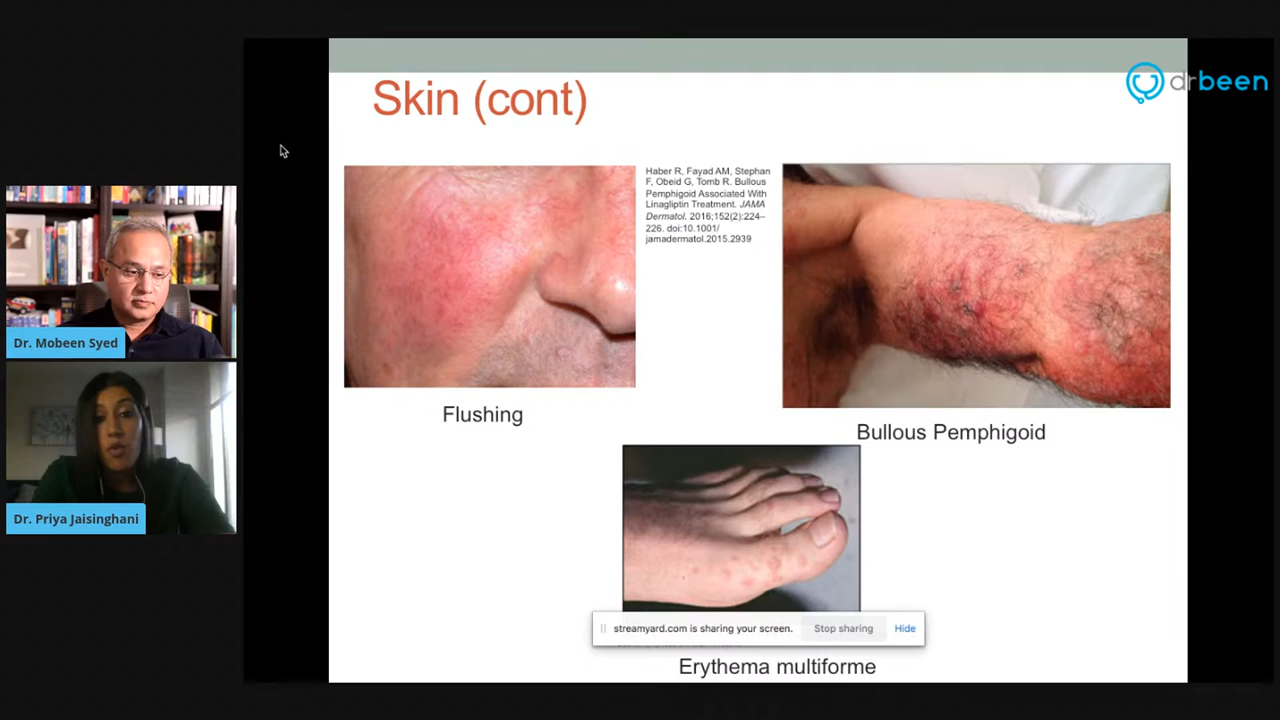 Skin (cont)
drbeen
Haber R, Fayad AM, Stephan
F, Obeid G, Tomb R. Bullous
Pemphigoid Associated With
Linagliptin Treatment. JAMA
Dermatol. 2016;152(2):224–
226. doi:10.1001/
jamadermatol.2015.2939
Flushing
Bullous Pemphigoid
Dr. Mobeen Syed
Dr. Priya Jaisinghani
streamyard.com is sharing your screen.
Stop sharing
Hide
Erythema multiforme